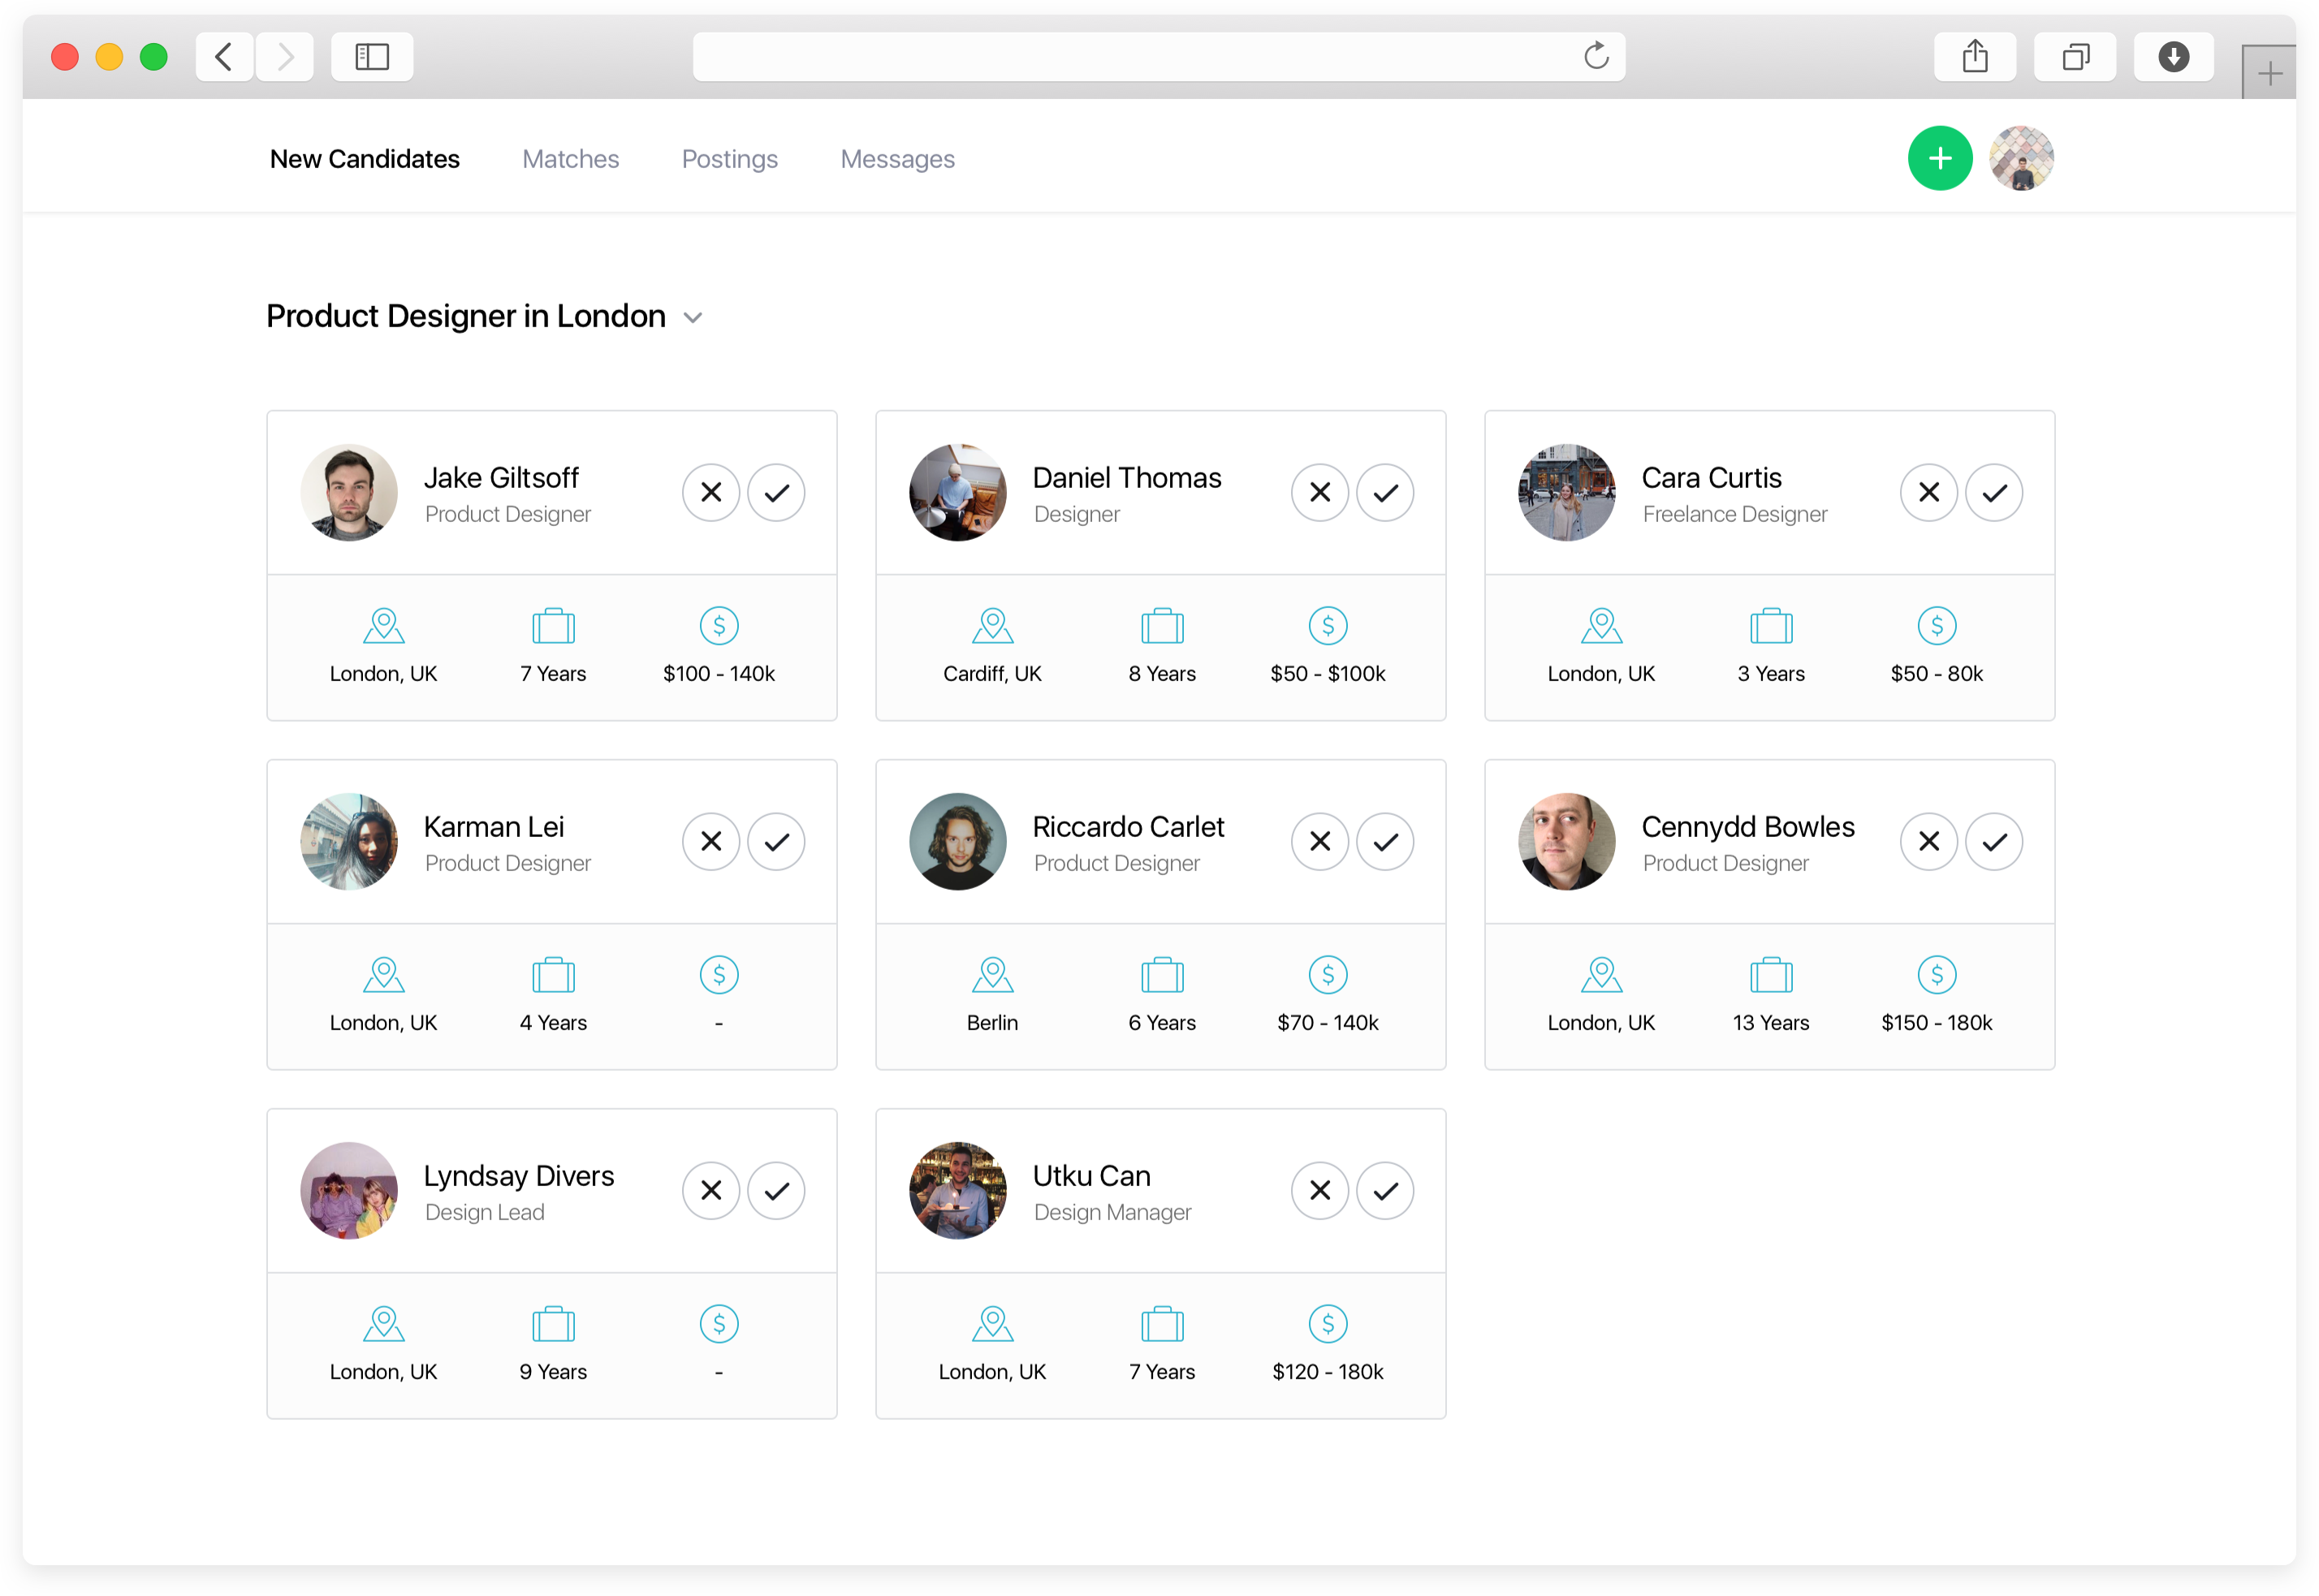 New Candidates
Matches
Postings
Messages
Product Designer in London
Jake Giltsoff
Product Designer
London, UK
7 Years
$100 - 140k
Daniel Thomas
Designer
Cardiff, UK
8 Years
$50 - $100k
Cara Curtis
Freelance Designer
London, UK
3 Years
$50 - 80k
Karman Lei
Product Designer
London, UK
4 Years
-
Riccardo Carlet
Product Designer
Berlin
6 Years
$70 - 140k
Cennydd Bowles
Product Designer
London, UK
13 Years
$150 - 180k
Lyndsay Divers
Design Lead
London, UK
9 Years
-
Utku Can
Design Manager
London, UK
7 Years
$120 - 180k